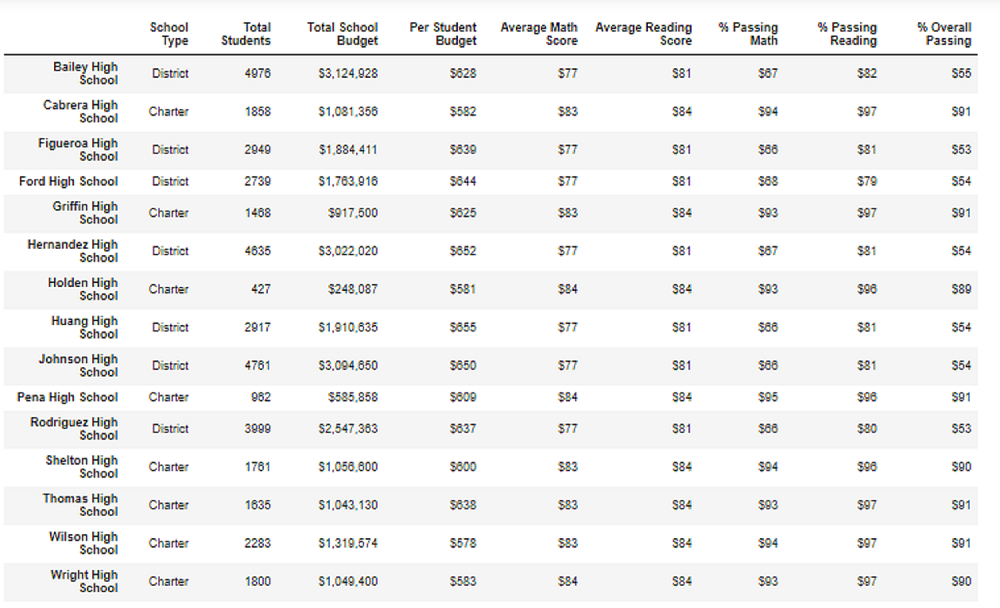 School Total Total School Per Student Average Math Average Reading % Passing % Passing % Overall
Type Students Budget Budget Score Score Math Reading Passing
Bailey High
School District 4976 $3,124,928 $628 $77 $81 $67 $82 $55
Cabrera High
School Charter 1858 $1,081,356 $582 $83 $84 $94 $97 $91
Figueroa High
School District 2949 $1,884,411 $639 $77 $81 $66 $81 $53
Ford High School District 2739 $1,763,916 $644 $77 $81 $68 $79 $54
Griffin High
School Charter 1468 $917,500 $625 $83 $84 $93 $97 $91
Hernandez High
School District 4635 $3,022,020 $652 $77 $81 $67 $81 $54
Holden High
School Charter 427 $248,087 $581 $84 $84 $93 $96 $89
Huang High
School District 2917 $1,910,635 $655 $77 $81 $66 $81 $54
Johnson High
School District 4761 $3,094,650 $650 $77 $81 $66 $81 $54
Pena High School Charter 962 $585,858 $609 $84 $84 $95 $96 $91
Rodriguez High
School District 3999 $2,547,363 $637 $77 $81 $66 $80 $53
Shelton High
School Charter 1761 $1,056,600 $600 $83 $84 $94 $96 $90
Thomas High
School Charter 1635 $1,043,130 $638 $83 $84 $93 $97 $91
Wilson High
School Charter 2283 $1,319,574 $578 $83 $84 $94 $97 $91
Wright High
School Charter 1800 $1,049,400 $583 $84 $84 $93 $97 $90